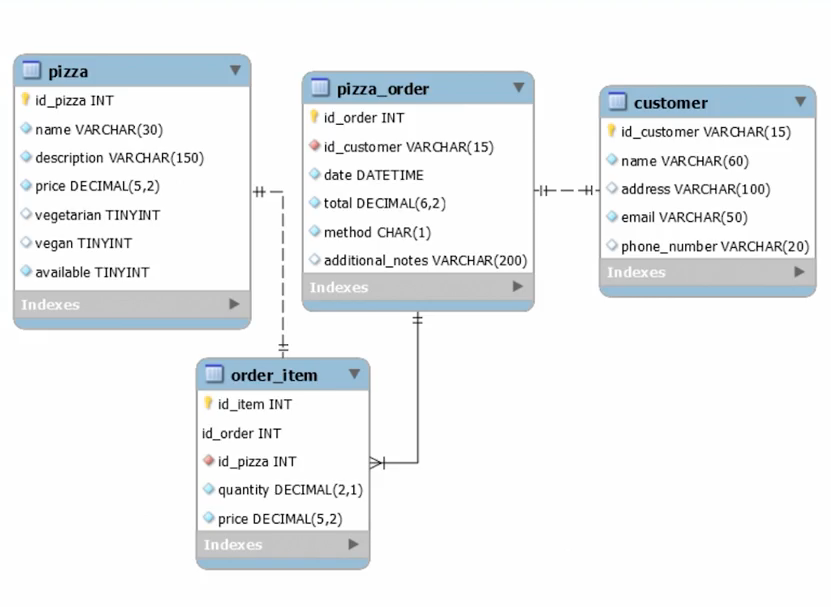 pizza
id_pizza INT
name VARCHAR(30)
description VARCHAR(150)
price DECIMAL(5,2)
vegetarian TINYINT
vegan TINYINT
available TINYINT
Indexes
pizza_order
id_order INT
id_customer VARCHAR(15)
date DATETIME
total DECIMAL(6,2)
method CHAR(1)
additional_notes VARCHAR(200)
Indexes
customer
id_customer VARCHAR(15)
name VARCHAR(60)
address VARCHAR(100)
email VARCHAR(50)
phone_number VARCHAR(20)
Indexes
order_item
id_item INT
id_order INT
id_pizza INT
quantity DECIMAL(2,1)
price DECIMAL(5,2)
Indexes